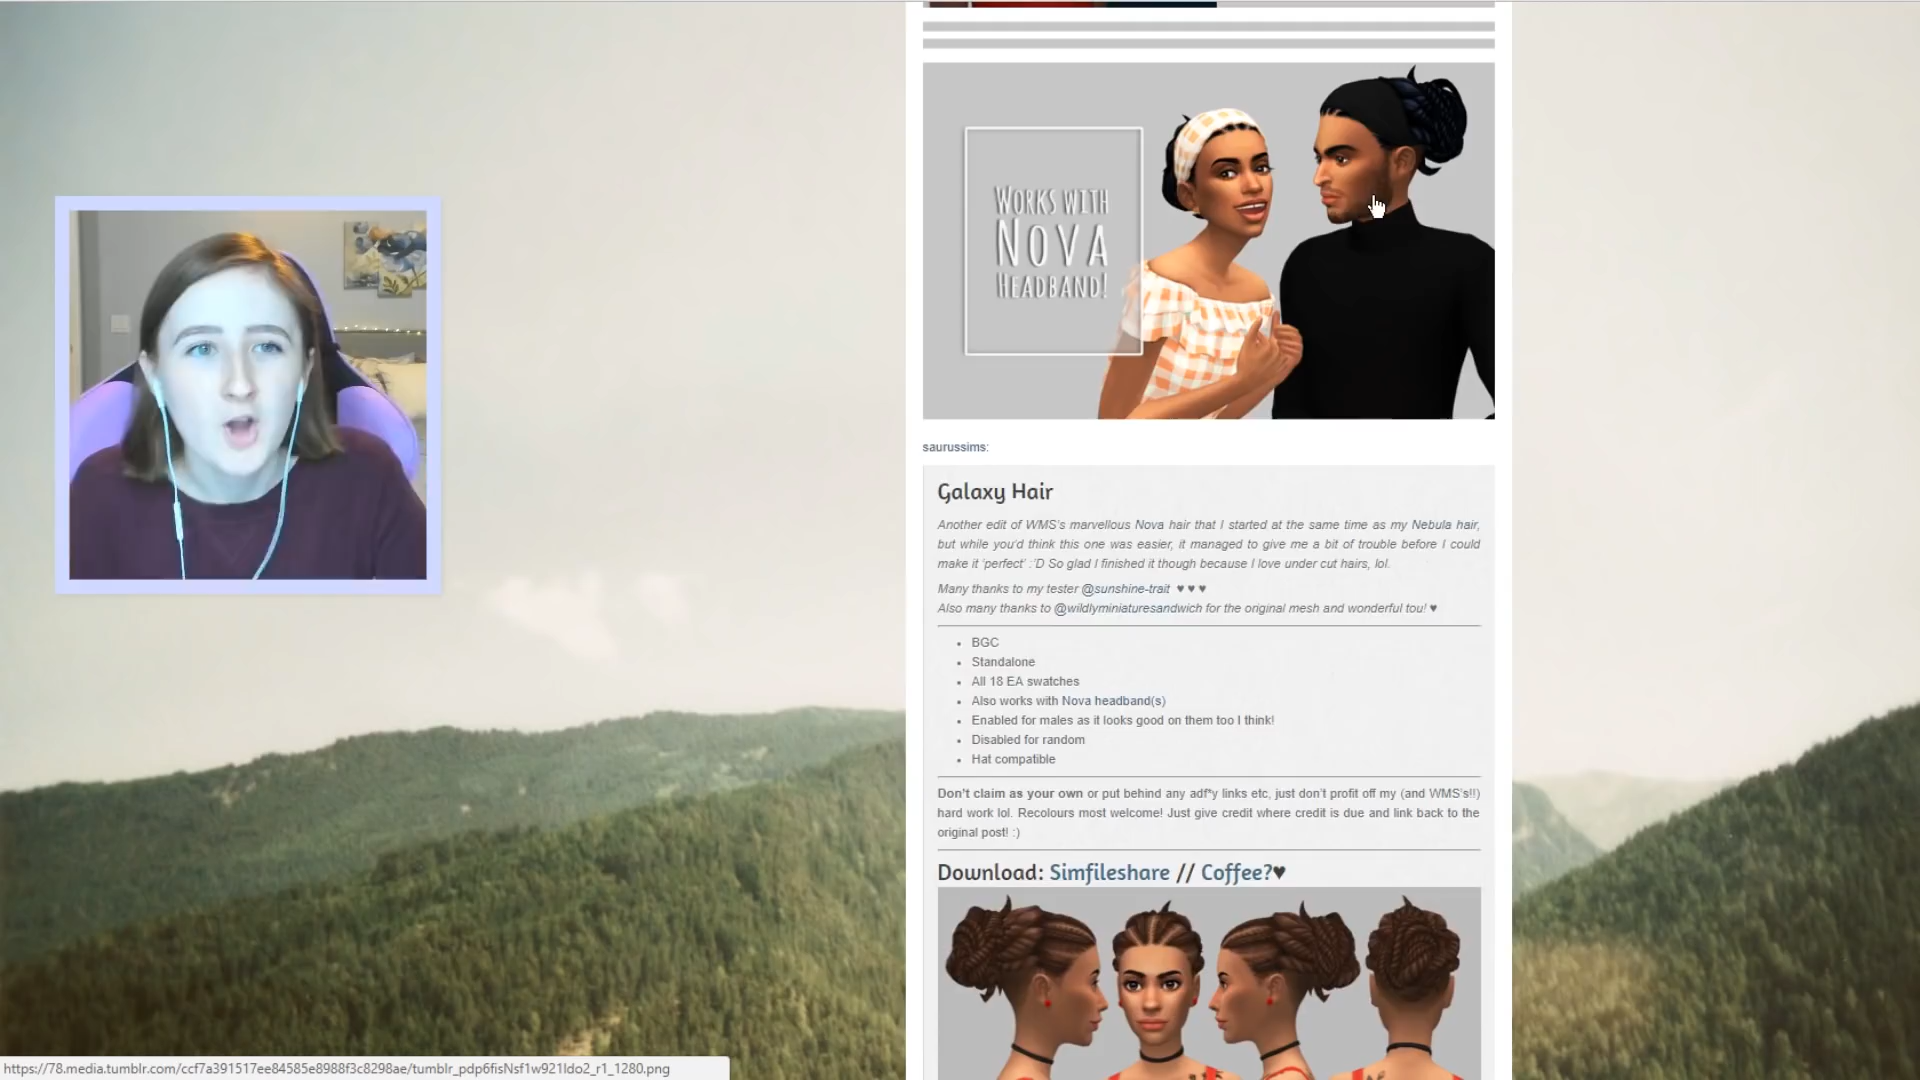 WORKS WITH
NOVA
HEADBAND!
saurussims:
Galaxy Hair
Another edit of WMS's marvellous Nova hair that I started at the same time as my Nebula hair,
but while you'd think this one was easier, it managed to give me a bit of trouble before I could
make it 'perfect' :'D So glad I finished it though because I love under cut hairs, lol.
Many thanks to my tester @sunshine-trait ♥ ♥ ♥
Also many thanks to @wildlyminiaturesandwich for the original mesh and wonderful tou! ♥
• BGC
• Standalone
• All 18 EA swatches
• Also works with Nova headband(s)
• Enabled for males as it looks good on them too I think!
• Disabled for random
• Hat compatible
Don't claim as your own or put behind any adf*y links etc, just don't profit off my (and WMS's!!)
hard work lol. Recolours most welcome! Just give credit where credit is due and link back to the
original post! :)
Download: Simfileshare // Coffee?♥
https://78.media.tumblr.com/ccf7a391517ee84585e8988f3c8298ae/tumblr_pdp6fisNsf1w921ldo2_r1_1280.png